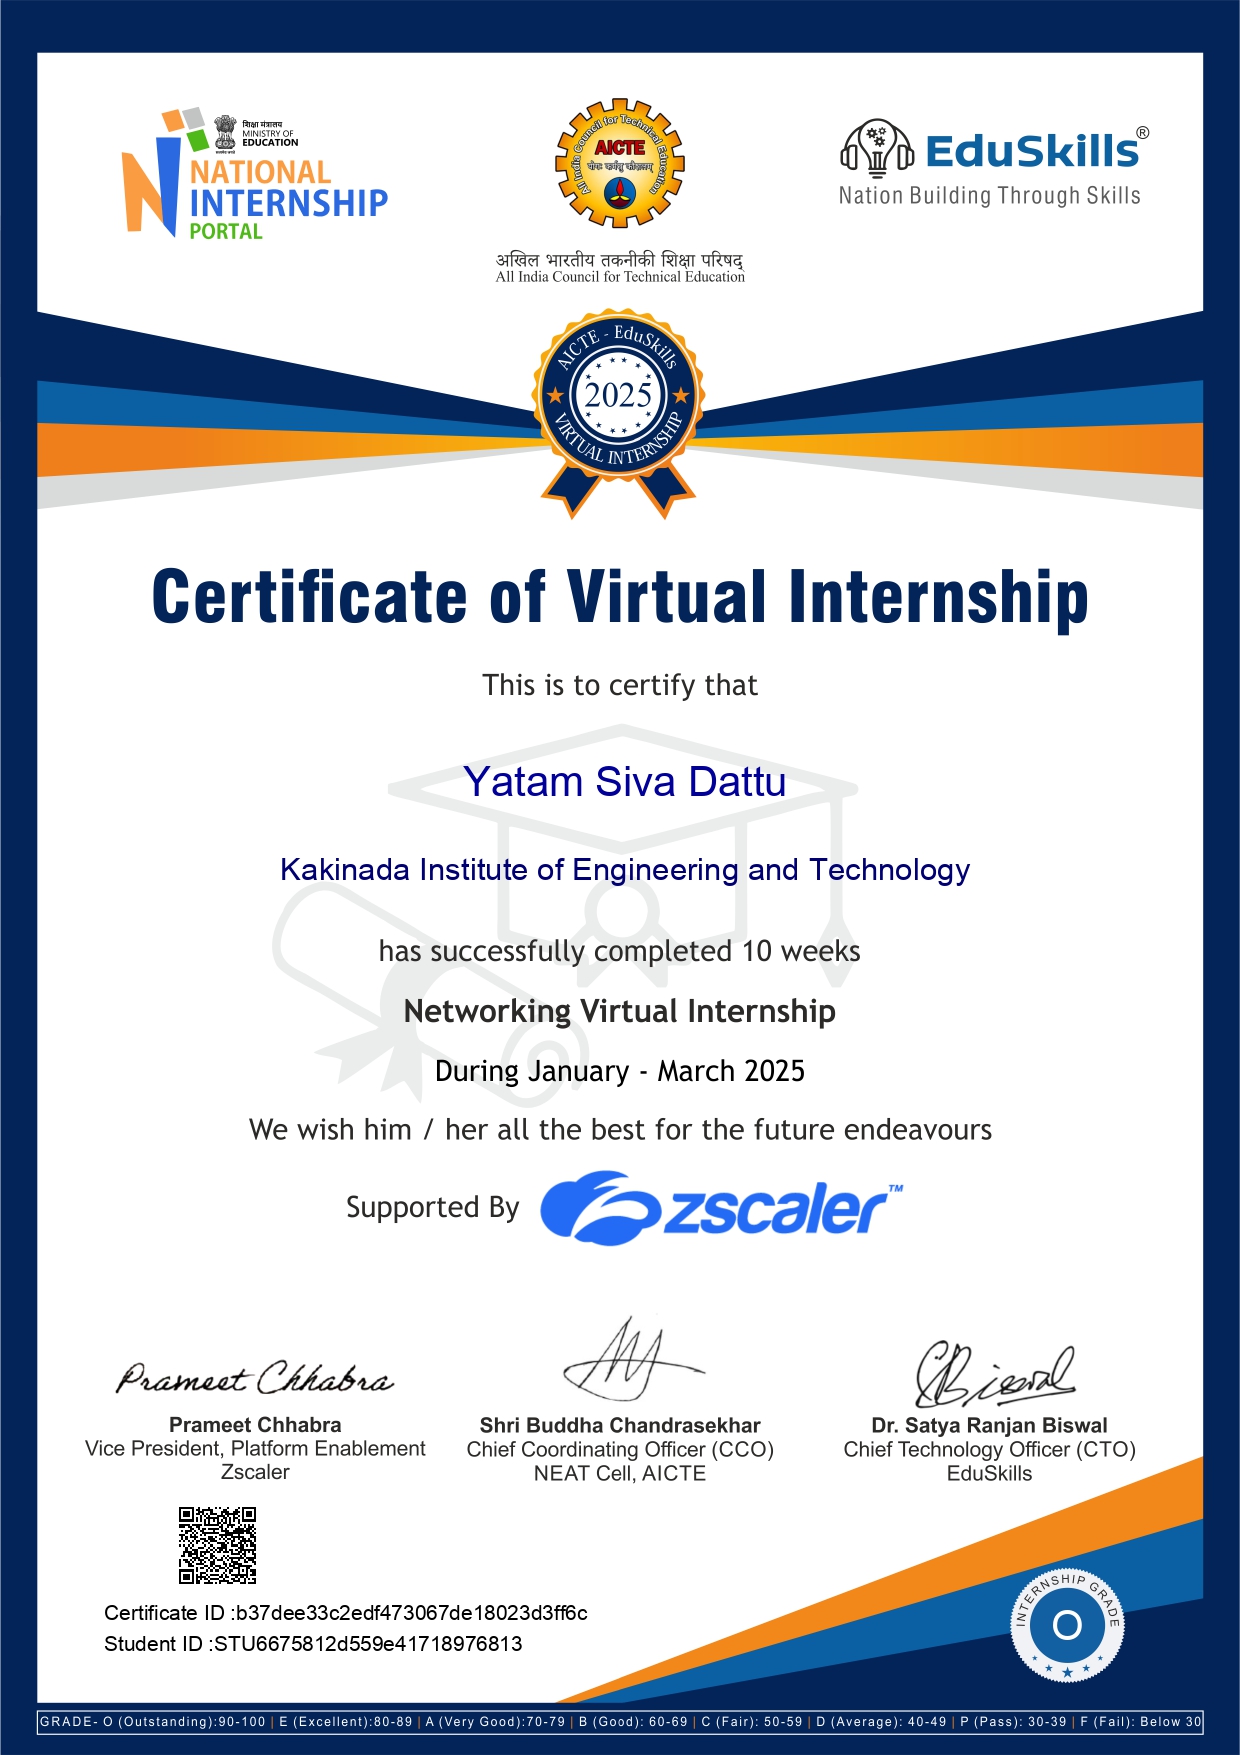 शिक्षा मंत्रालय
MINISTRY OF
EDUCATION
NATIONAL
INTERNSHIP
PORTAL
All India Council for Technical Education
AICTE
योगः कर्मसु कौशलम्
अखिल भारतीय तकनीकी शिक्षा परिषद्
All India Council for Technical Education
EduSkills®
Nation Building Through Skills
AICTE - EduSkills
2025
VIRTUAL INTERNSHIP
Certificate of Virtual Internship
This is to certify that
Yatam Siva Dattu
Kakinada Institute of Engineering and Technology
has successfully completed 10 weeks
Networking Virtual Internship
During January - March 2025
We wish him / her all the best for the future endeavours
Supported By zscaler™
Prameet Chhabra
Biswal
Prameet Chhabra
Vice President, Platform Enablement
Zscaler
Shri Buddha Chandrasekhar
Chief Coordinating Officer (CCO)
NEAT Cell, AICTE
Dr. Satya Ranjan Biswal
Chief Technology Officer (CTO)
EduSkills
Certificate ID :b37dee33c2edf473067de18023d3ff6c
Student ID :STU6675812d559e41718976813
INTERNSHIP GRADE
O
GRADE- O (Outstanding):90-100 | E (Excellent):80-89 | A (Very Good):70-79 | B (Good): 60-69 | C (Fair): 50-59 | D (Average): 40-49 | P (Pass): 30-39 | F (Fail): Below 30